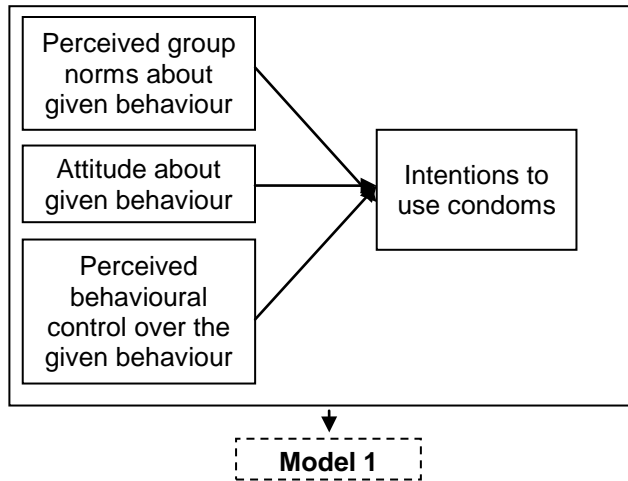 Perceived group
norms about
given behaviour
Attitude about
given behaviour
Perceived
behavioural
control over the
given behaviour
Intentions to
use condoms
Model 1